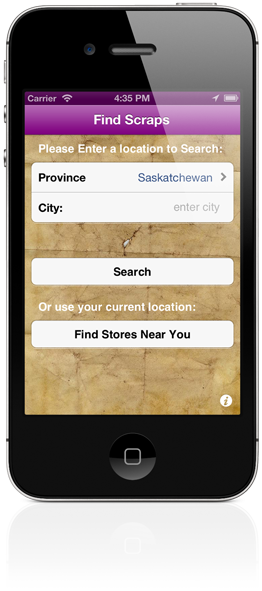 Carrier 4:35 PM
Find Scraps
Please Enter a location to Search:
Province Saskatchewan
City: enter city
Search
Or use your current location:
Find Stores Near You
i